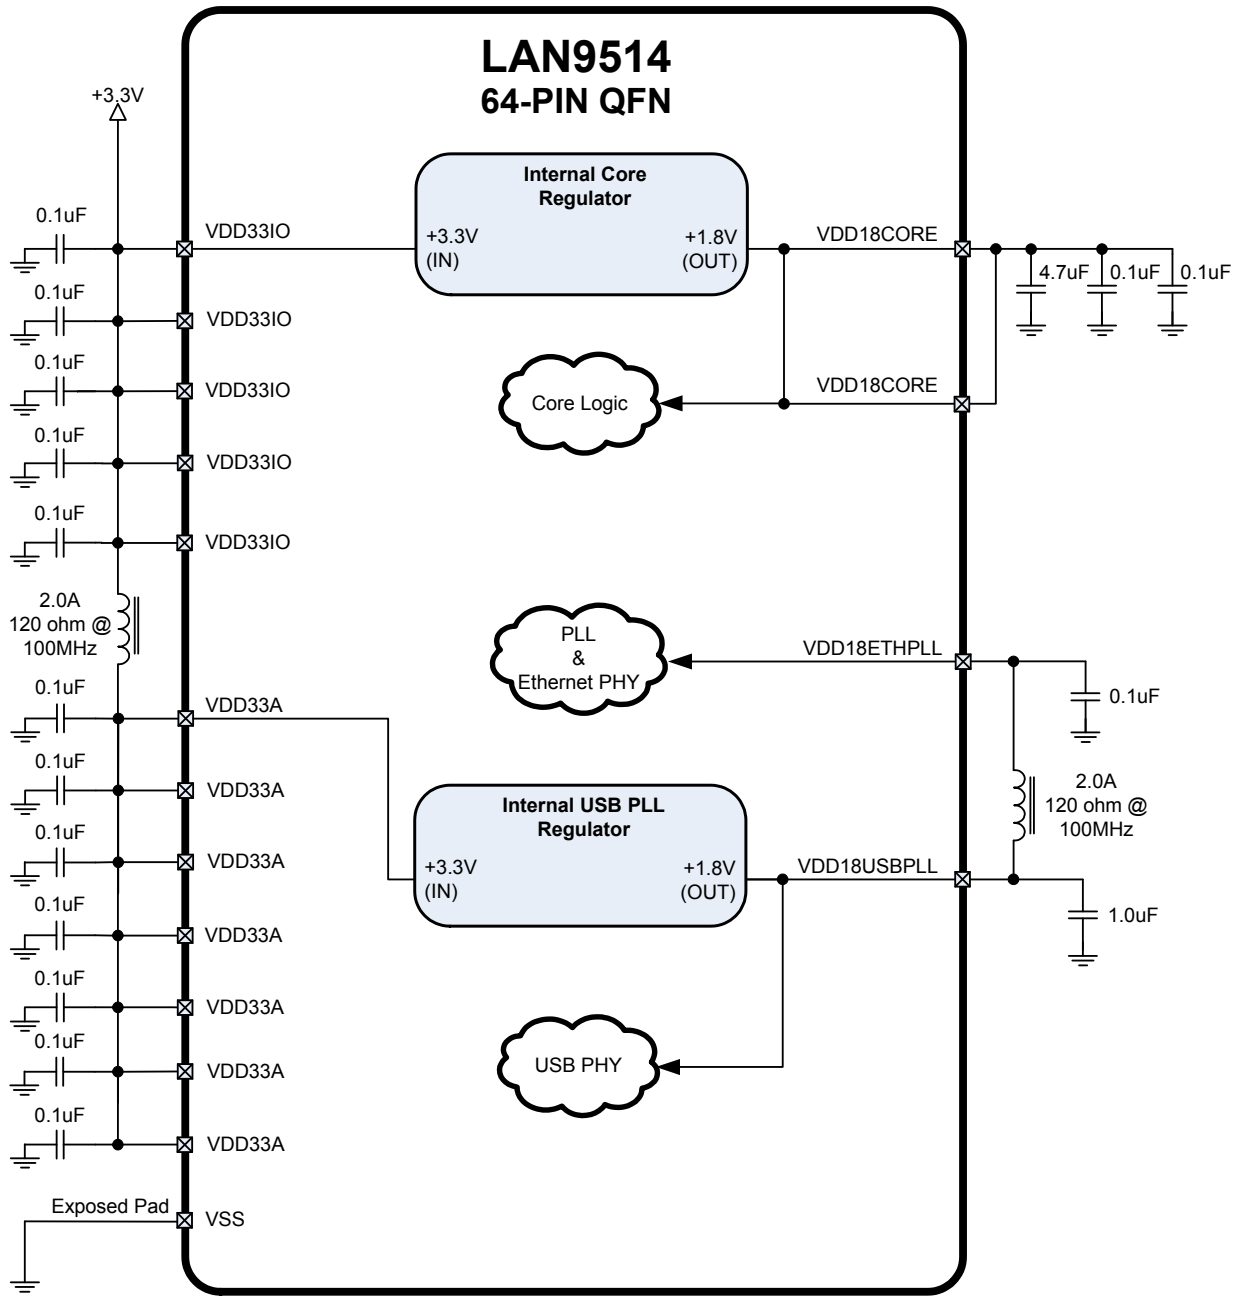 LAN9514
64-PIN QFN
+3.3V
Internal Core
Regulator
+3.3V
(IN)
+1.8V
(OUT)
0.1uF
VDD33IO
VDD18CORE
4.7uF
0.1uF
0.1uF
0.1uF
VDD33IO
0.1uF
VDD33IO
Core Logic
VDD18CORE
0.1uF
VDD33IO
0.1uF
VDD33IO
2.0A
120 ohm @
100MHz
PLL
&
Ethernet PHY
VDD18ETHPLL
0.1uF
0.1uF
VDD33A
0.1uF
VDD33A
Internal USB PLL
Regulator
+3.3V
(IN)
+1.8V
(OUT)
2.0A
120 ohm @
100MHz
0.1uF
VDD33A
VDD18USBPLL
1.0uF
0.1uF
VDD33A
0.1uF
VDD33A
0.1uF
VDD33A
USB PHY
0.1uF
VDD33A
Exposed Pad
VSS